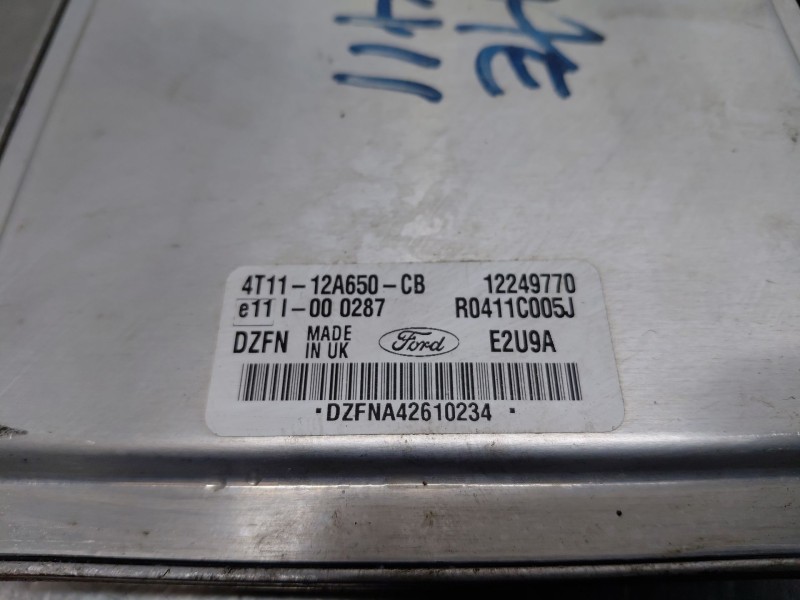 4T11-12A650-CB 12249770
e11 I-00 0287 R0411C005J
DZFN MADE IN UK Ford E2U9A
·DZFNA42610234·